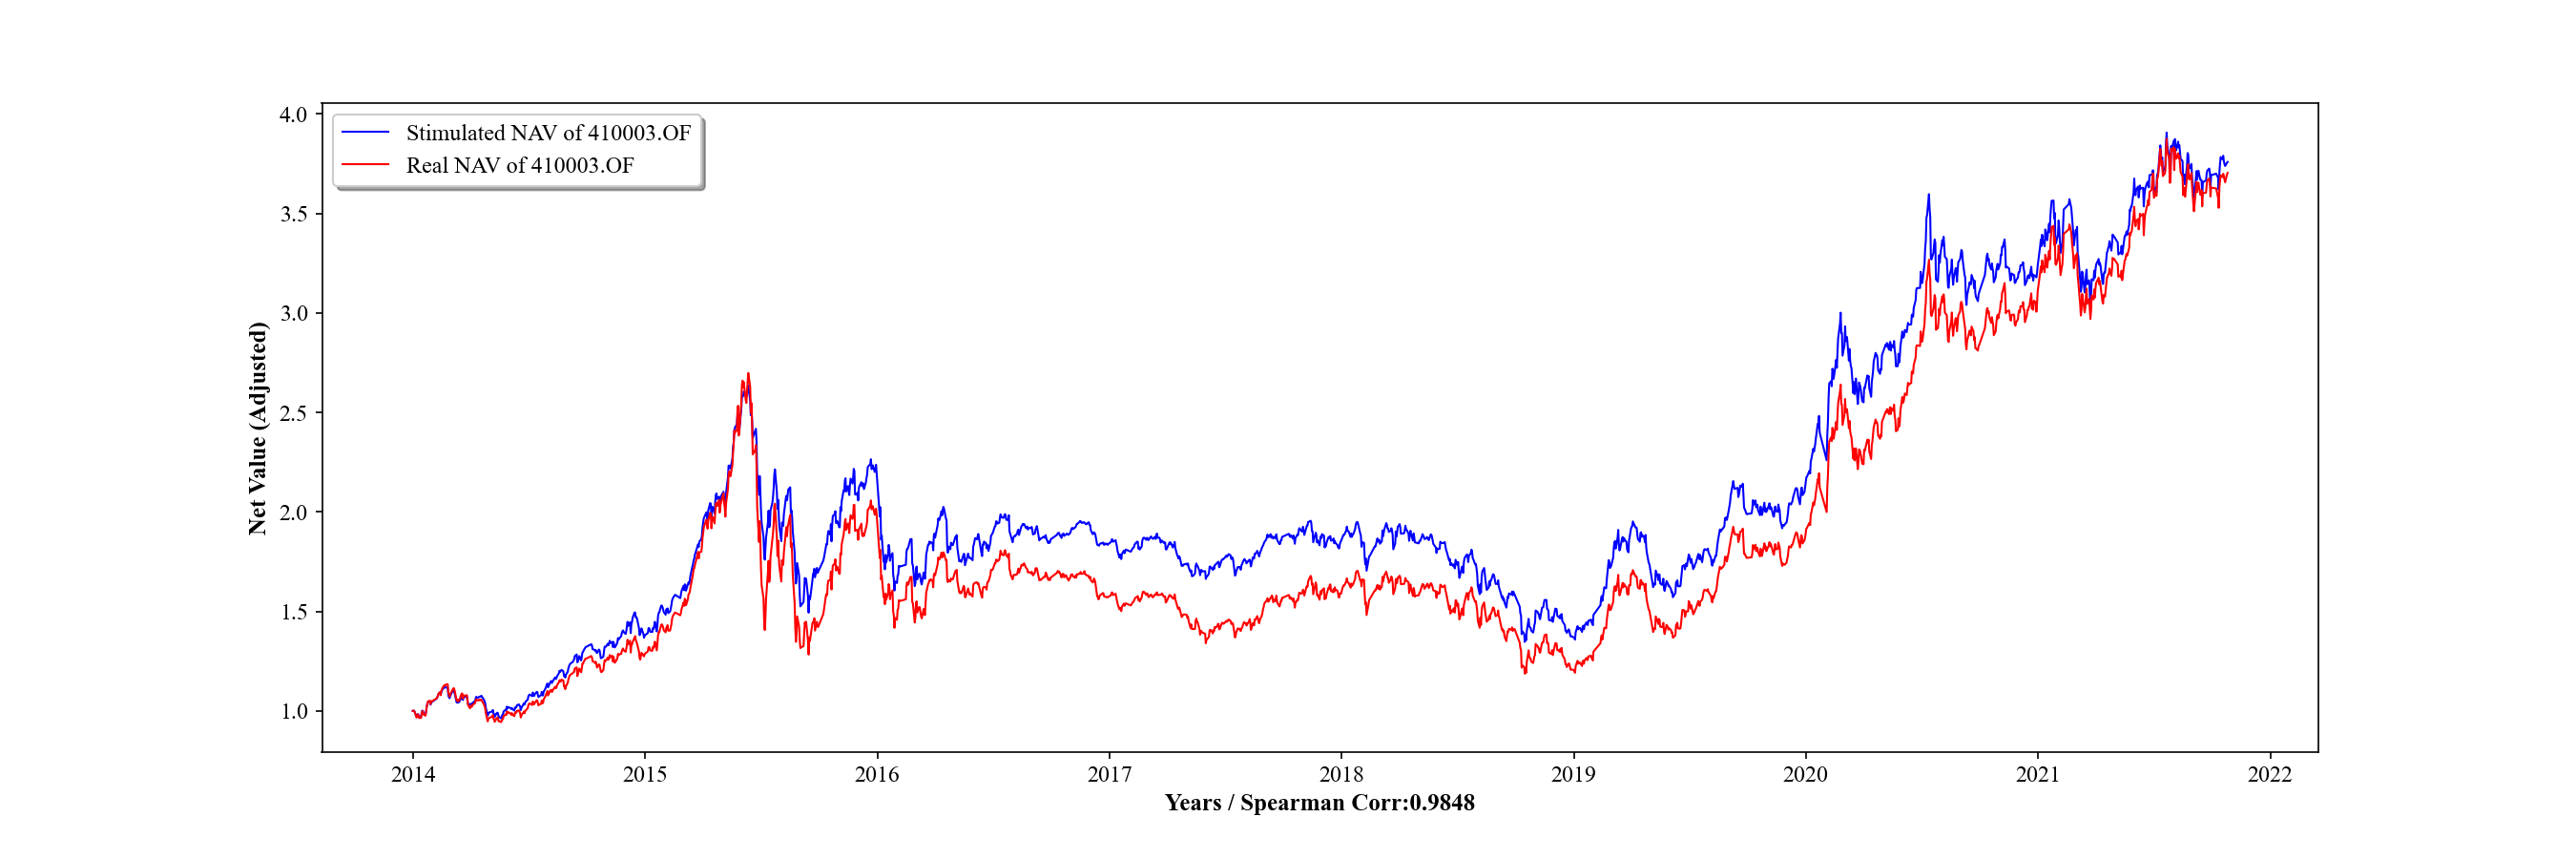 Stimulated NAV of 410003.OF
Real NAV of 410003.OF
4.0
3.5
3.0
2.5
2.0
1.5
1.0
Net Value (Adjusted)
2014 2015 2016 2017 2018 2019 2020 2021 2022
Years / Spearman Corr:0.9848